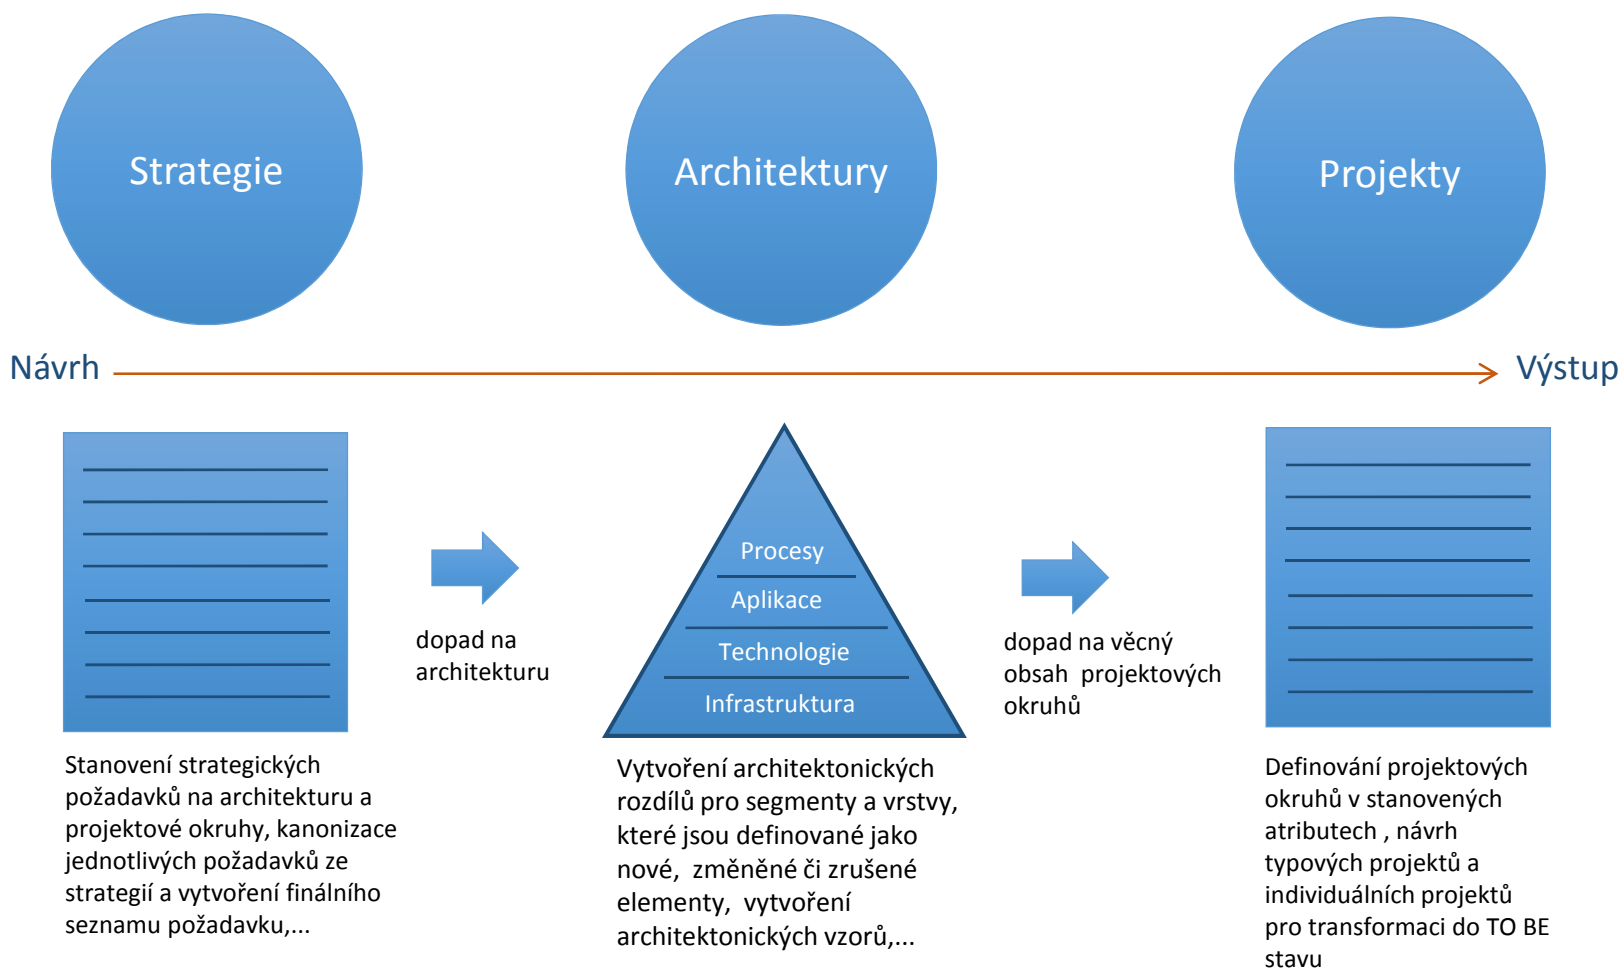 Strategie
Architektury
Projekty
Návrh
Výstup
dopad na
architekturu
Procesy
Aplikace
Technologie
Infrastruktura
dopad na věcný
obsah projektových
okruhů
Stanovení strategických
požadavků na architekturu a
projektové okruhy, kanonizace
jednotlivých požadavků ze
strategií a vytvoření finálního
seznamu požadavku,...
Vytvoření architektonických
rozdílů pro segmenty a vrstvy,
které jsou definované jako
nové, změněné či zrušené
elementy, vytvoření
architektonických vzorů,...
Definování projektových
okruhů v stanovených
atributech , návrh
typových projektů a
individuálních projektů
pro transformaci do TO BE
stavu